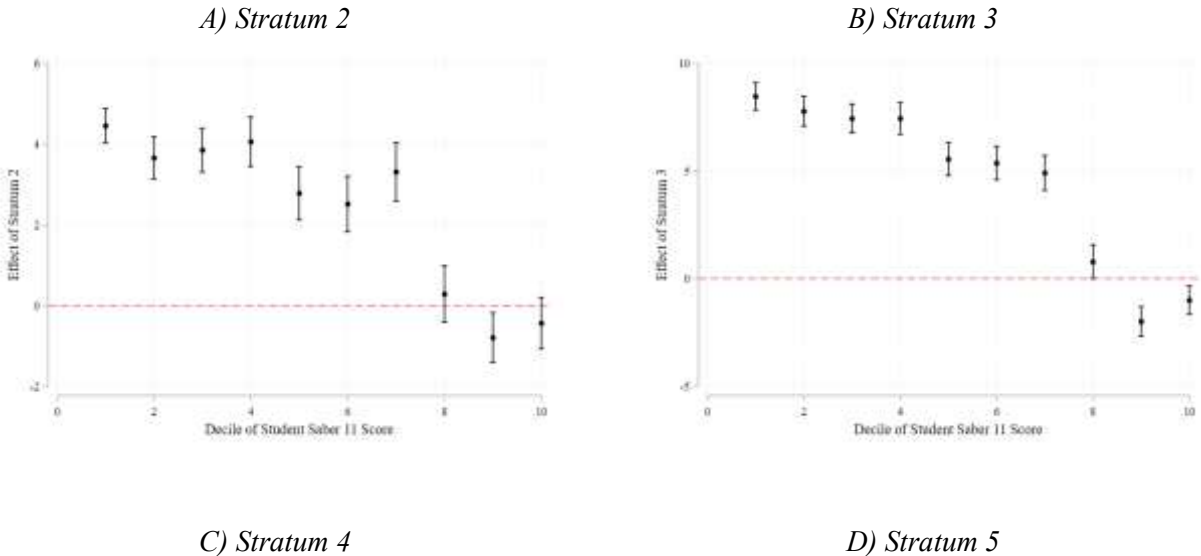 A) Stratum 2
B) Stratum 3
6
4
2
0
-2
Effect of Stratum 2
0 2 4 6 8 10
Decile of Student Saber 11 Score
10
5
0
-5
Effect of Stratum 3
0 2 4 6 8 10
Decile of Student Saber 11 Score
C) Stratum 4
D) Stratum 5